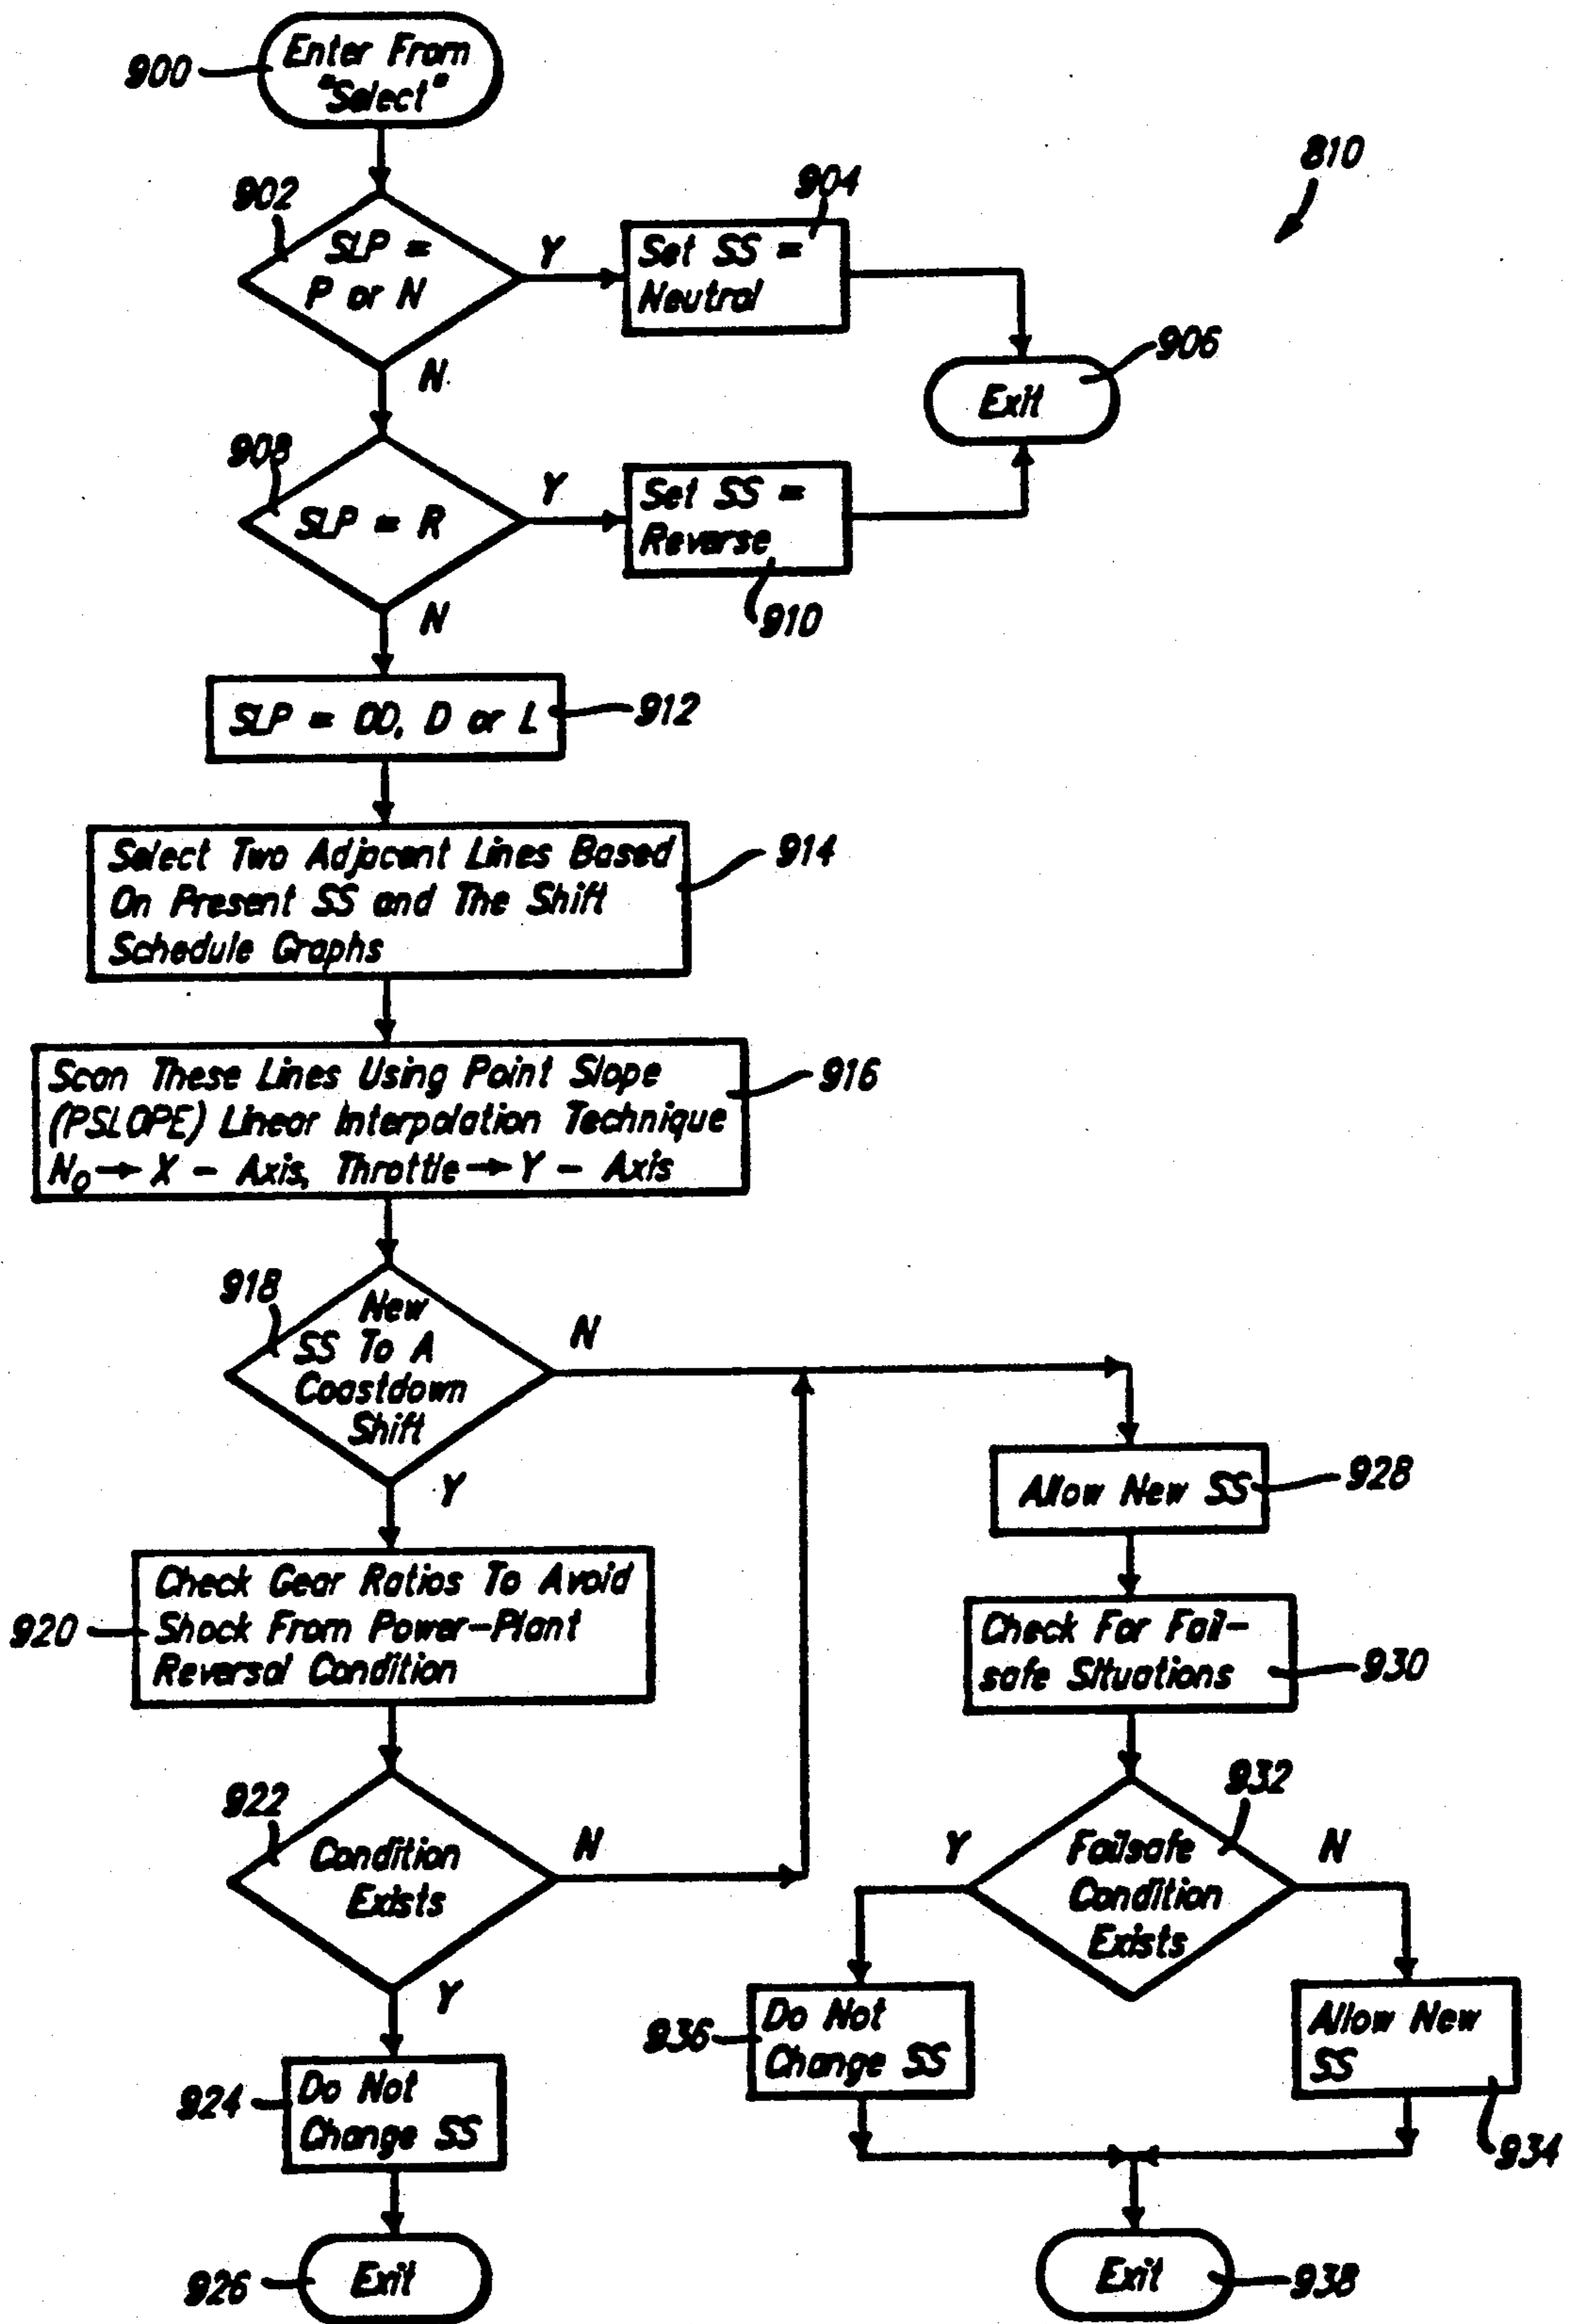 900
Enter From
"Select"
810
902
SLP =
P or N
Y
N
904
Set SS =
Neutral
906
Exit
908
SLP = R
Y
N
Set SS =
Reverse
910
SLP = OD, D or L
912
Select Two Adjacent Lines Based
On Present SS and The Shift
Schedule Graphs
914
Scan These Lines Using Point Slope
(PSLOPE) Linear Interpolation Technique
No → X - Axis, Throttle → Y - Axis
916
918
New
SS To A
Coastdown
Shift
N
Y
Allow New SS
928
920
Check Gear Ratios To Avoid
Shock From Power-Plant
Reversal Condition
Check For Fail-
safe Situations
930
922
Condition
Exists
N
Y
932
Failsafe
Condition
Exists
Y
N
924
Do Not
Change SS
936
Do Not
Change SS
Allow New
SS
934
926
Exit
Exit
938